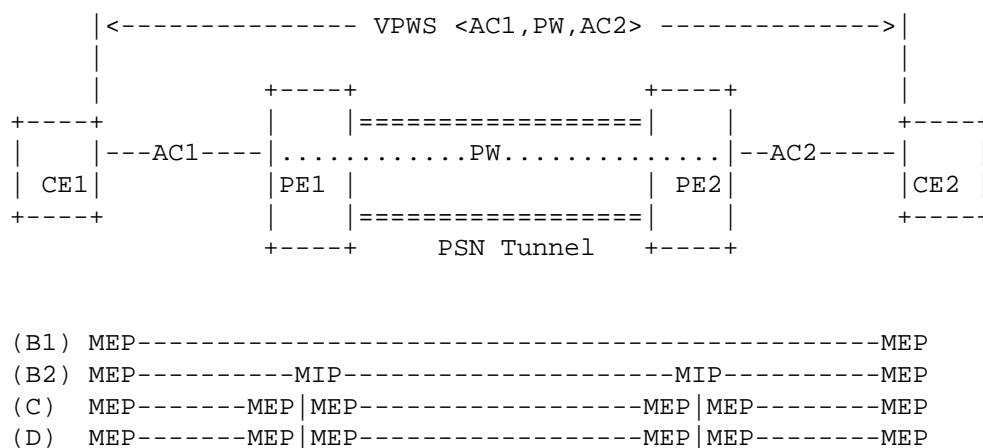 |<--------------- VPWS <AC1,PW,AC2> -------------->|
|                                                  |
|          +----+                  +----+          |
+----+          |    |==================|    |          +----+
|    |---AC1----|............PW..............|--AC2-----|    |
| CE1|          |PE1 |                  | PE2|          |CE2 |
+----+          |    |==================|    |          +----+
+----+     PSN Tunnel   +----+
(B1) MEP-----------------------------------------------MEP
(B2) MEP----------MIP---------------------MIP----------MEP
(C)  MEP-------MEP|MEP------------------MEP|MEP--------MEP
(D)  MEP-------MEP|MEP------------------MEP|MEP--------MEP